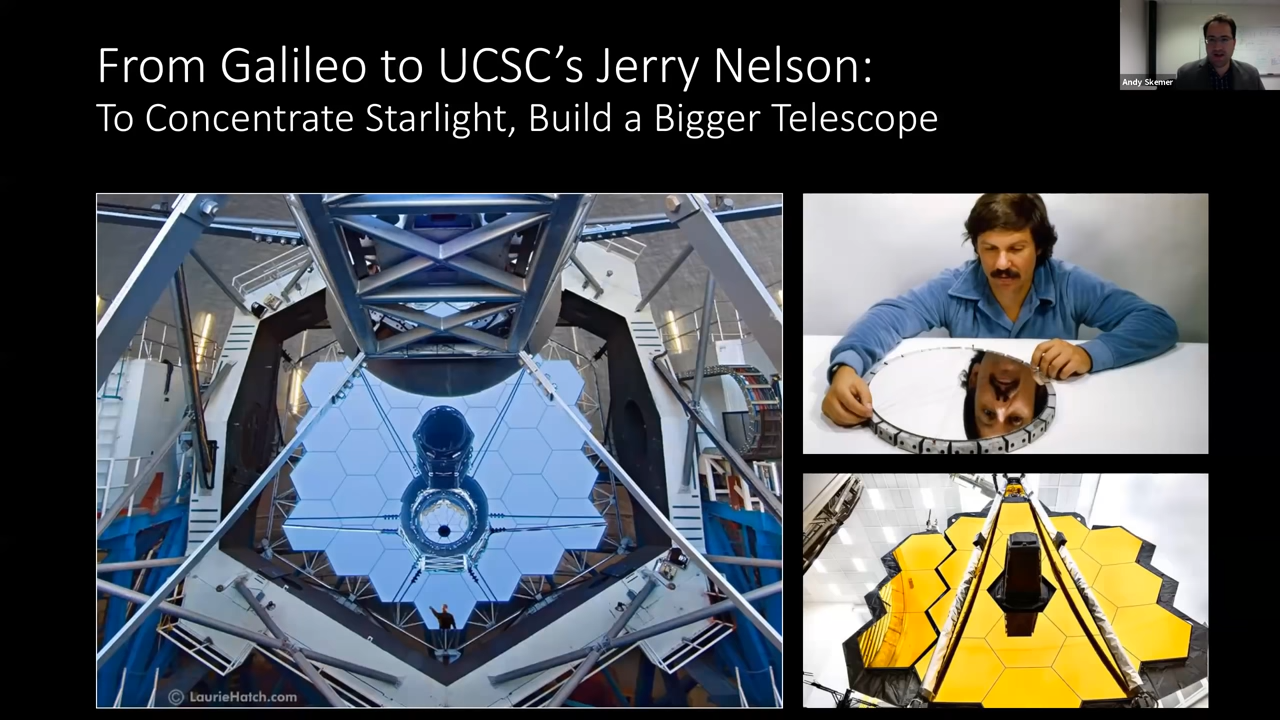 From Galileo to UCSC's Jerry Nelson:
To Concentrate Starlight, Build a Bigger Telescope
Andy Skemer
© LaurieHatch.com